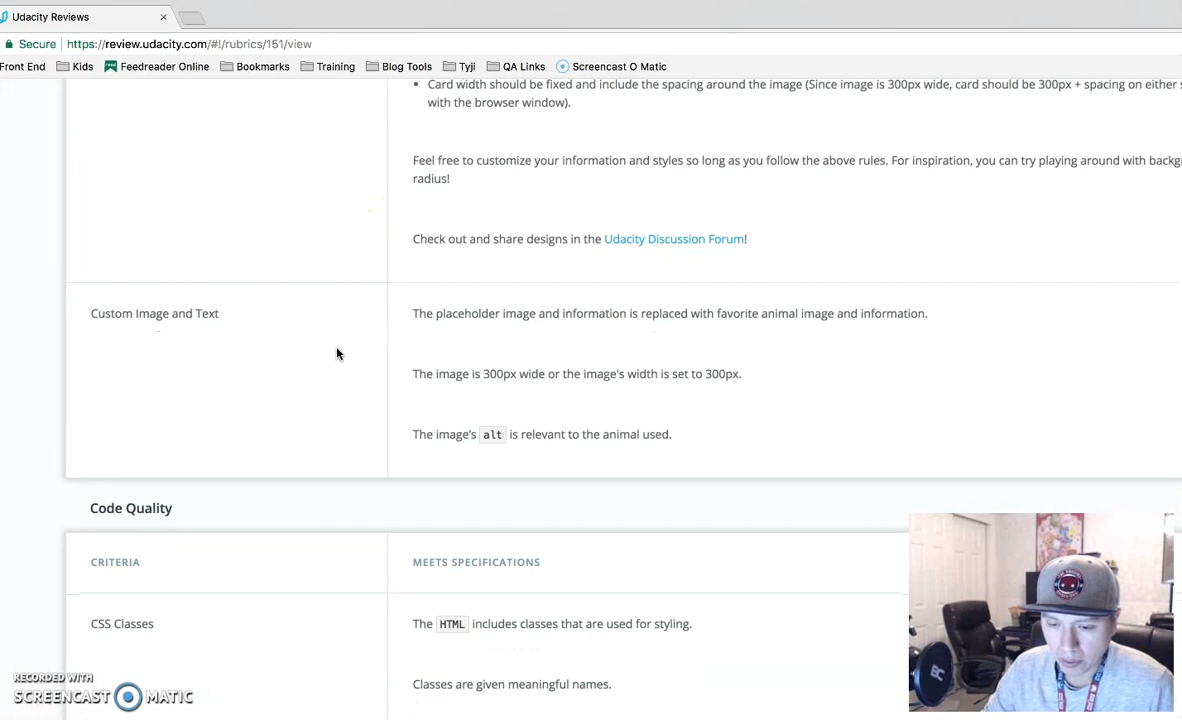 Udacity Reviews
Secure https://review.udacity.com/#!/rubrics/151/view
Front End Kids Feedreader Online Bookmarks Training Blog Tools Tyji QA Links Screencast O Matic
• Card width should be fixed and include the spacing around the image (Since image is 300px wide, card should be 300px + spacing on either
with the browser window).
Feel free to customize your information and styles so long as you follow the above rules. For inspiration, you can try playing around with
radius!
Check out and share designs in the Udacity Discussion Forum!
Custom Image and Text
The placeholder image and information is replaced with favorite animal image and information.
The image is 300px wide or the image's width is set to 300px.
The image's alt is relevant to the animal used.
Code Quality
CRITERIA
MEETS SPECIFICATIONS
CSS Classes
The HTML includes classes that are used for styling.
Classes are given meaningful names.
RECORDED WITH
SCREENCAST MATIC